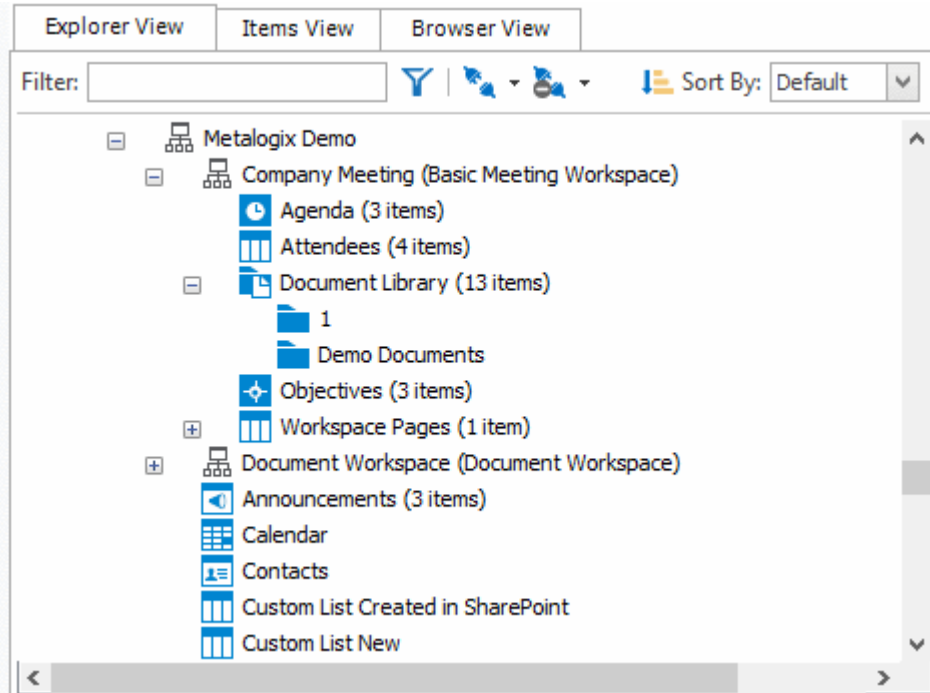 Explorer View Items View Browser View
Filter: Sort By: Default
Metalogix Demo
Company Meeting (Basic Meeting Workspace)
Agenda (3 items)
Attendees (4 items)
Document Library (13 items)
1
Demo Documents
Objectives (3 items)
Workspace Pages (1 item)
Document Workspace (Document Workspace)
Announcements (3 items)
Calendar
Contacts
Custom List Created in SharePoint
Custom List New